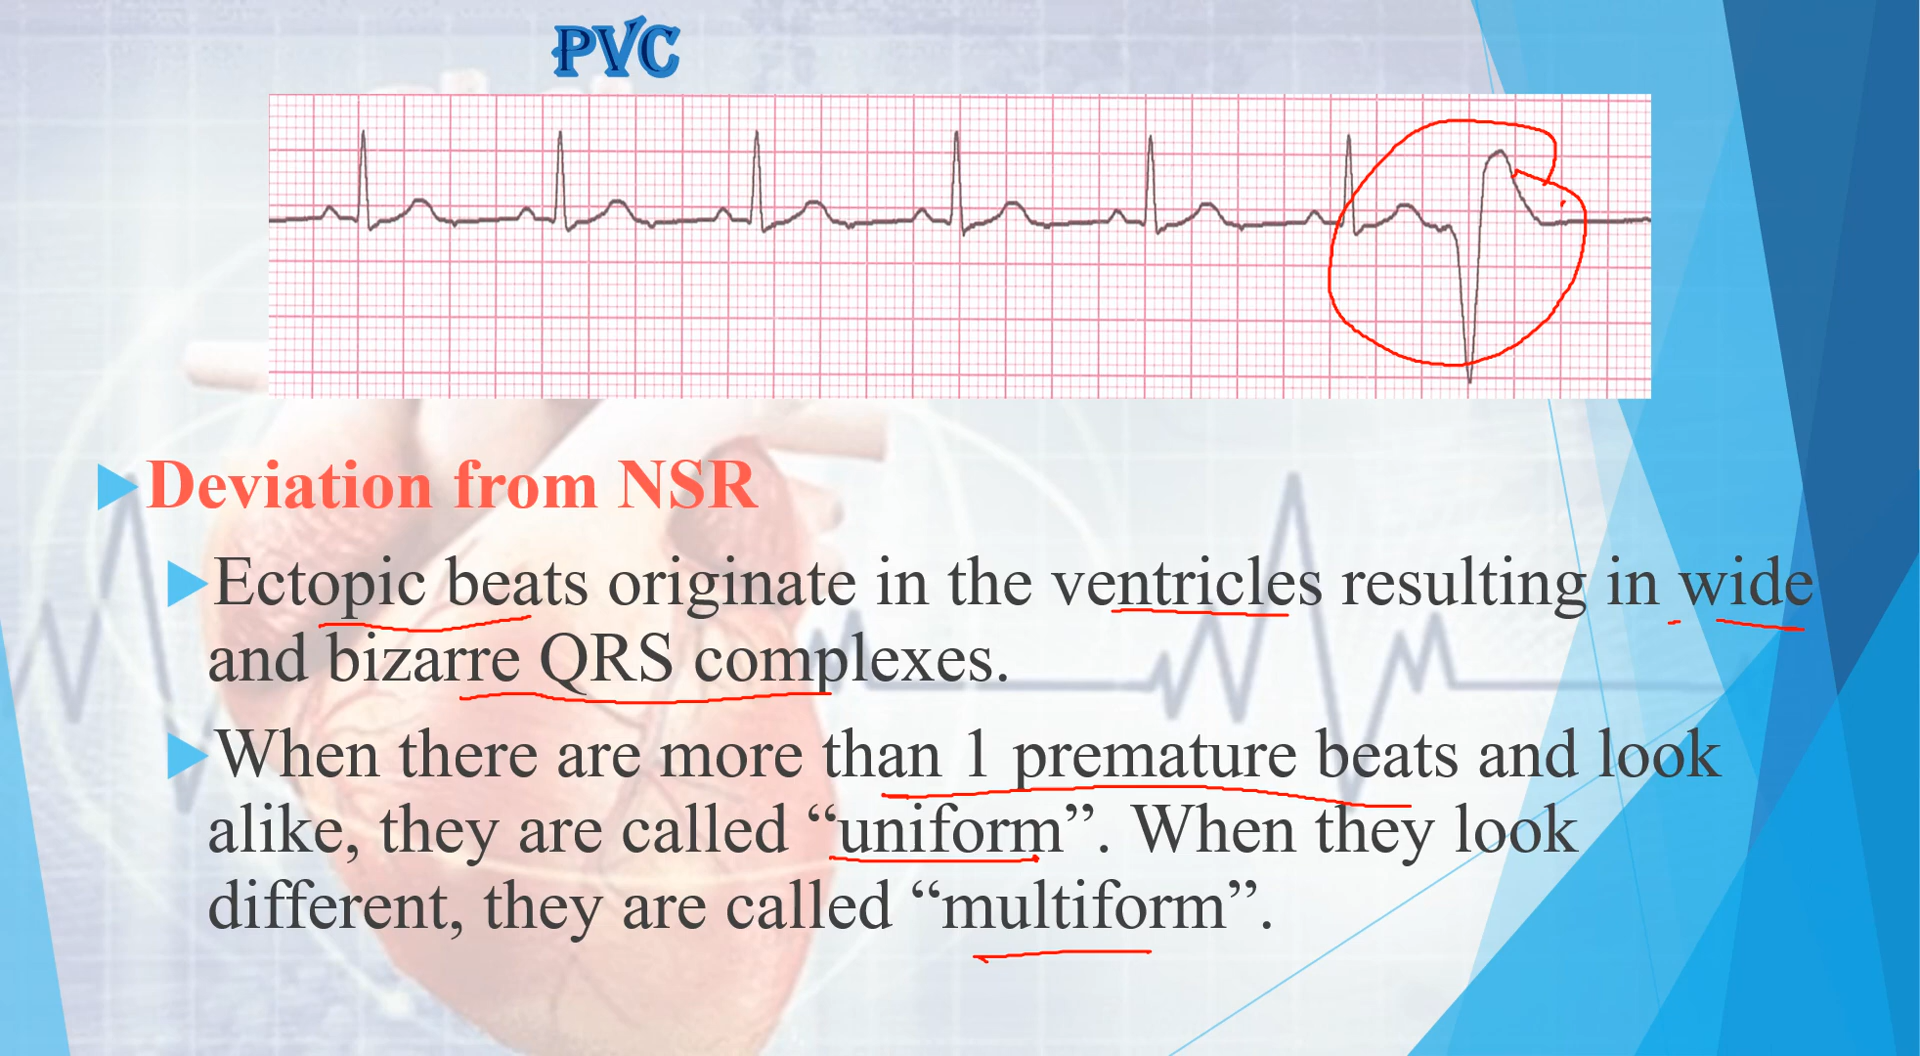 PVC
Deviation from NSR
Ectopic beats originate in the ventricles resulting in wide
and bizarre QRS complexes.
When there are more than 1 premature beats and look
alike, they are called “uniform”. When they look
different, they are called “multiform”.